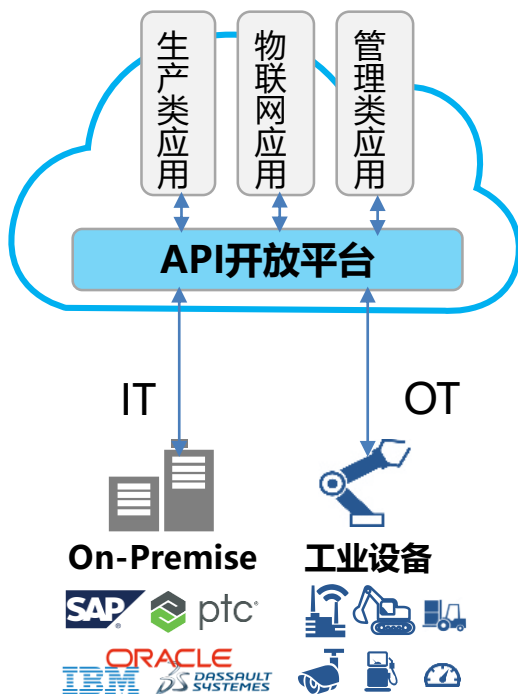 生产类应用
物联网应用
管理类应用
API开放平台
IT
OT
On-Premise
工业设备
SAP
ptc
ORACLE
IBM
DASSAULT
SYSTEMES